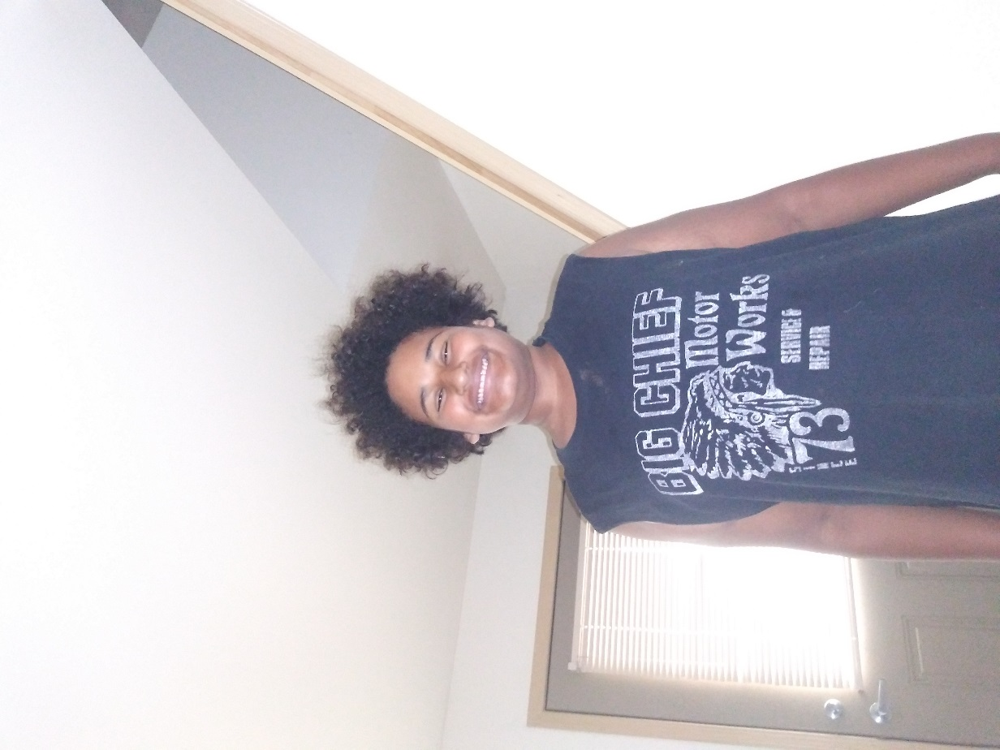 BIG CHIEF
Motor
Works
SERVICE &
REPAIR
SINCE
73